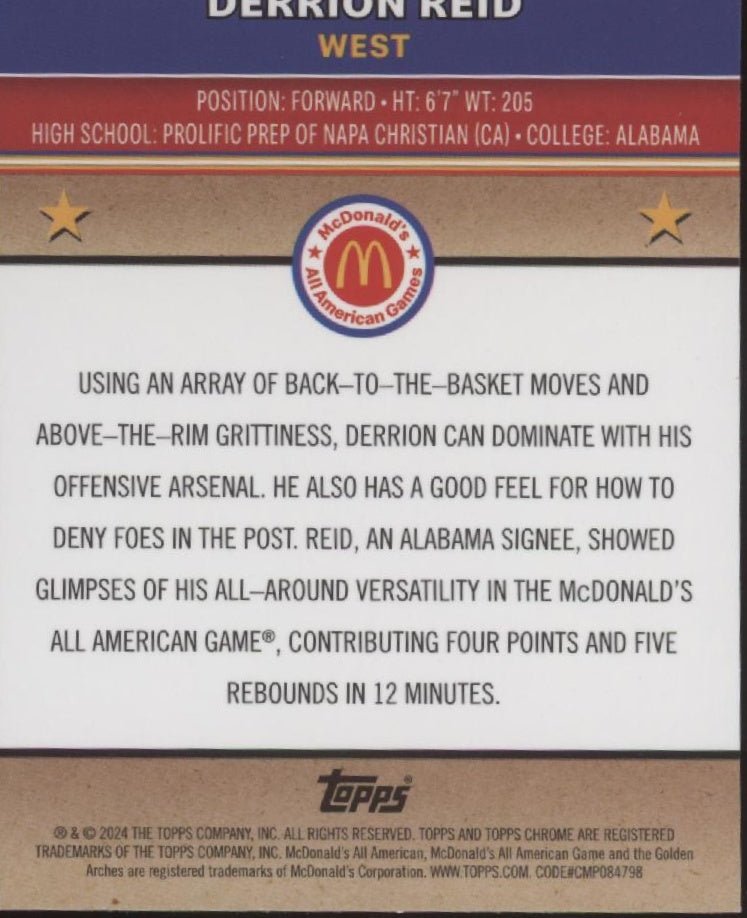 DERRION REID
WEST
POSITION: FORWARD • HT: 6'7" WT: 205
HIGH SCHOOL: PROLIFIC PREP OF NAPA CHRISTIAN (CA) • COLLEGE: ALABAMA
McDonald's
All American Games
USING AN ARRAY OF BACK–TO–THE–BASKET MOVES AND
ABOVE–THE–RIM GRITTINESS, DERRION CAN DOMINATE WITH HIS
OFFENSIVE ARSENAL. HE ALSO HAS A GOOD FEEL FOR HOW TO
DENY FOES IN THE POST. REID, AN ALABAMA SIGNEE, SHOWED
GLIMPSES OF HIS ALL–AROUND VERSATILITY IN THE McDONALD'S
ALL AMERICAN GAME®, CONTRIBUTING FOUR POINTS AND FIVE
REBOUNDS IN 12 MINUTES.
Topps®
® & © 2024 THE TOPPS COMPANY, INC. ALL RIGHTS RESERVED. TOPPS AND TOPPS CHROME ARE REGISTERED
TRADEMARKS OF THE TOPPS COMPANY, INC. McDonald's All American, McDonald's All American Game and the Golden
Arches are registered trademarks of McDonald's Corporation. WWW.TOPPS.COM. CODE#CMP084798